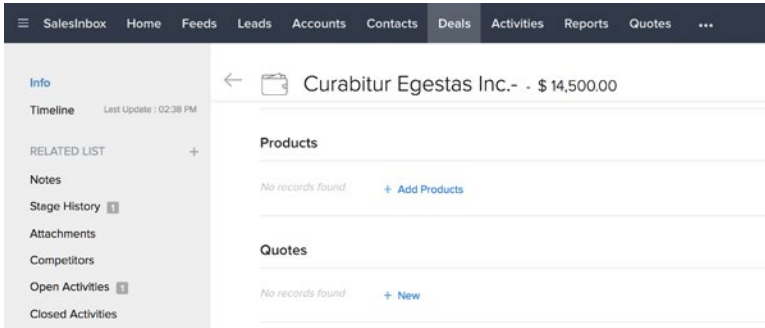 SalesInbox Home Feeds Leads Accounts Contacts Deals Activities Reports Quotes •••
Info
Timeline Last Update : 02:38 PM
RELATED LIST +
Notes
Stage History 1
Attachments
Competitors
Open Activities 1
Closed Activities
Curabitur Egestas Inc.- - $ 14,500.00
Products
No records found + Add Products
Quotes
No records found + New